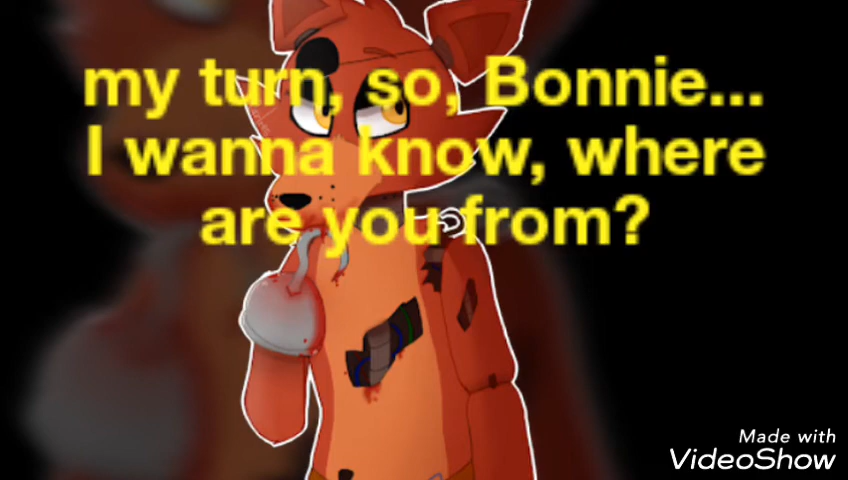 my turn, so, Bonnie...
I wanna know, where
are you from?
Made with
VideoShow